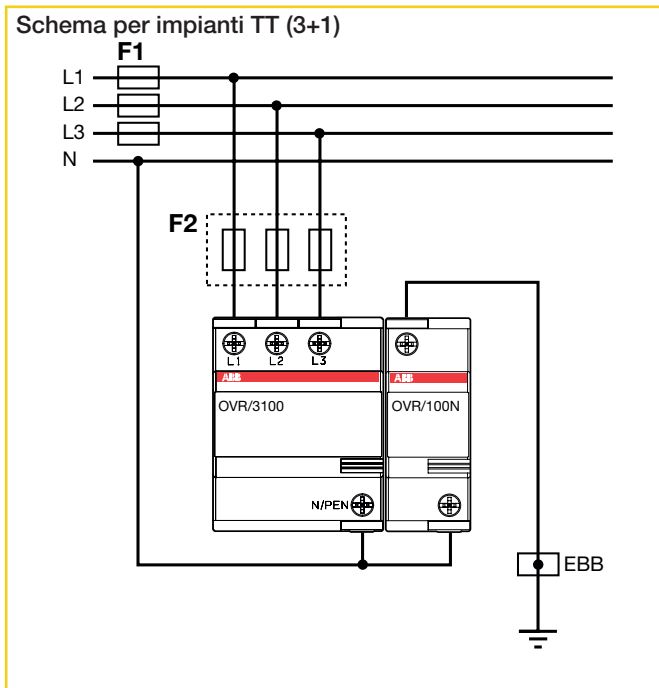 Schema per impianti TT (3+1)
F1
L1
L2
L3
N
F2
L1 L2 L3
ABB ABB
OVR/3100 OVR/100N
N/PEN
EBB